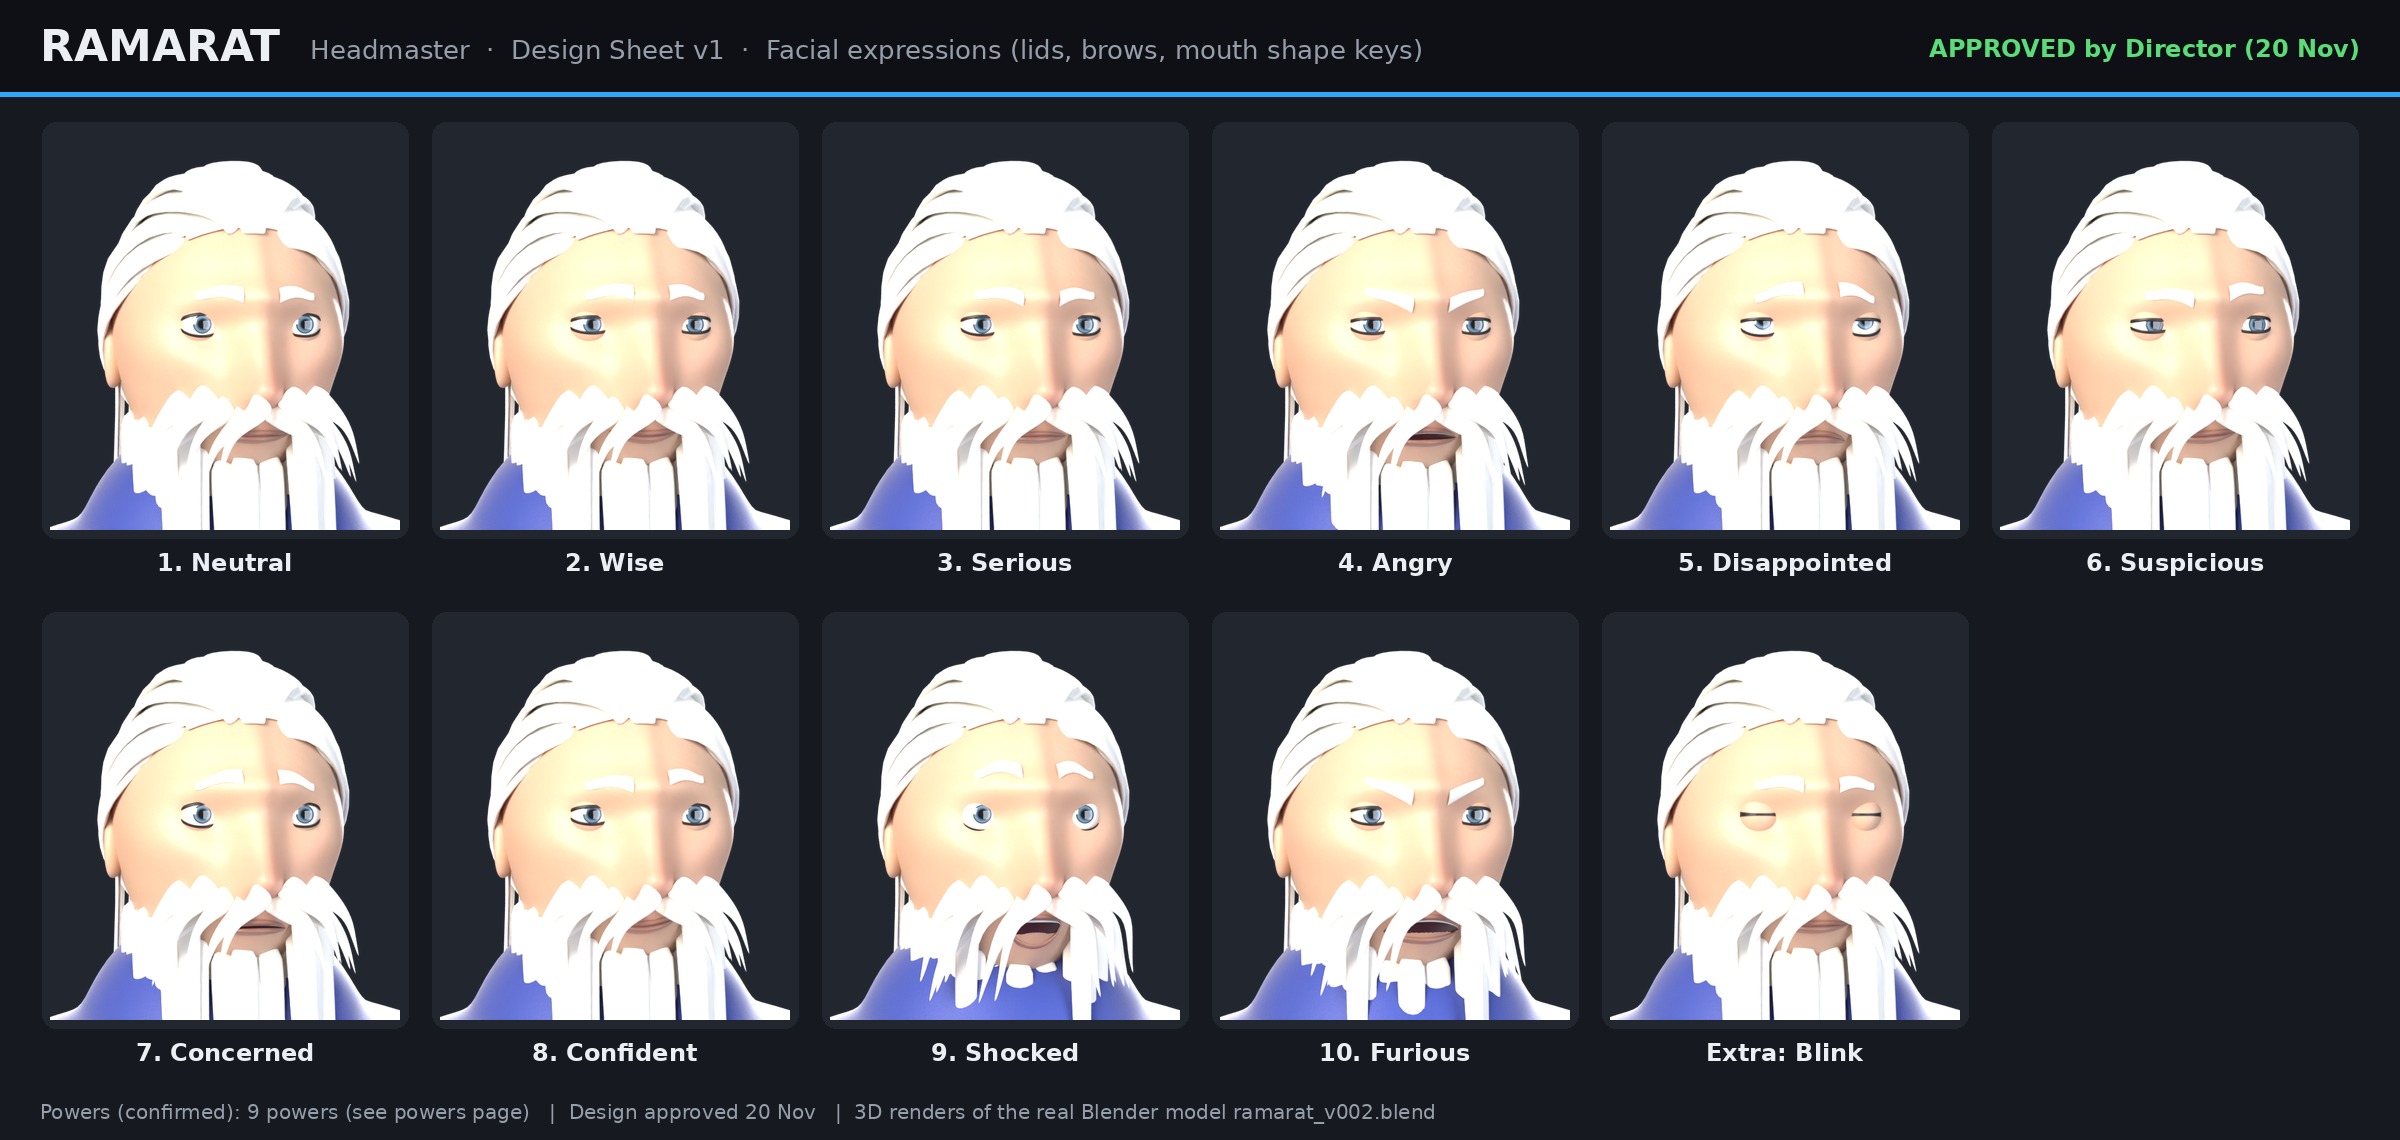 RAMARAT Headmaster · Design Sheet v1 · Facial expressions (lids, brows, mouth shape keys) APPROVED by Director (20 Nov)
1. Neutral 2. Wise 3. Serious 4. Angry 5. Disappointed 6. Suspicious
7. Concerned 8. Confident 9. Shocked 10. Furious Extra: Blink
Powers (confirmed): 9 powers (see powers page) | Design approved 20 Nov | 3D renders of the real Blender model ramarat_v002.blend